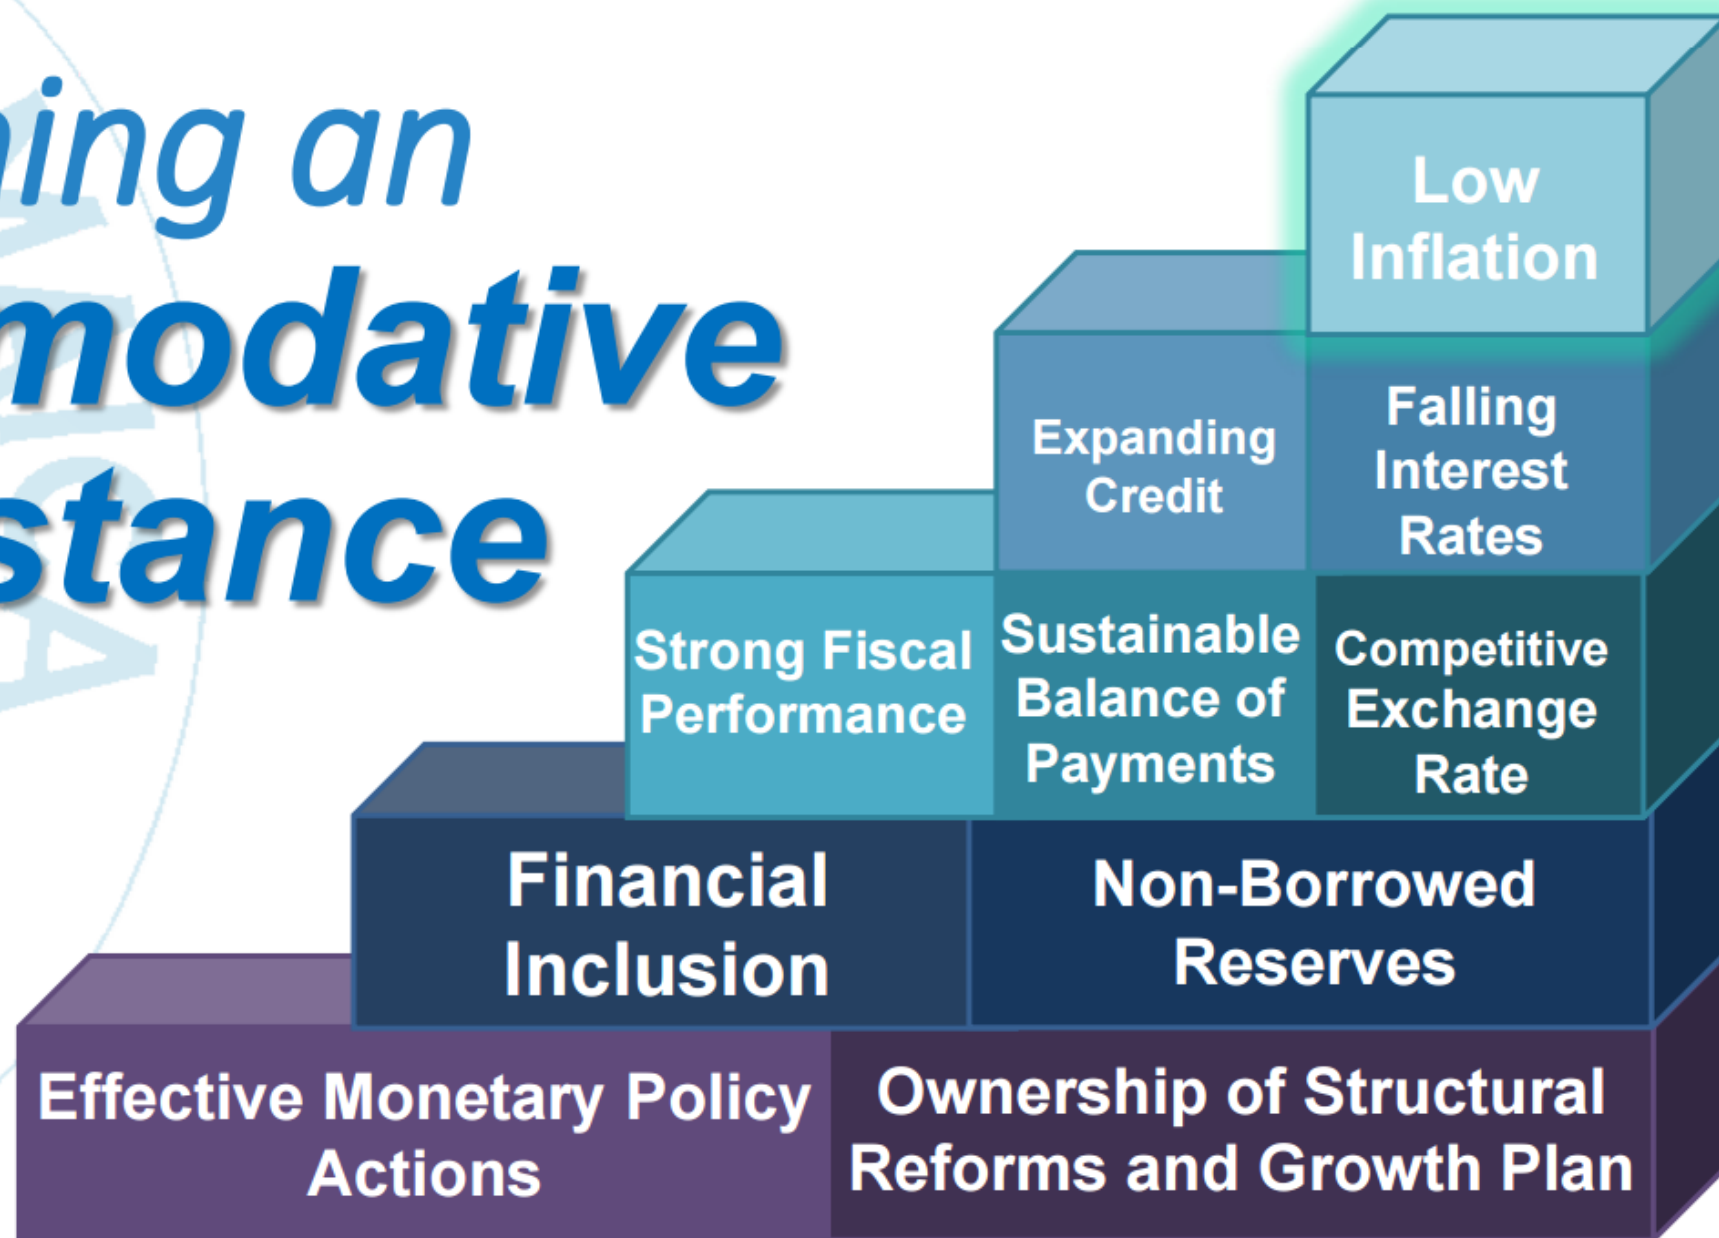 ning an
modative
stance
Low
Inflation
Expanding
Credit
Falling
Interest
Rates
Strong Fiscal
Performance
Sustainable
Balance of
Payments
Competitive
Exchange
Rate
Financial
Inclusion
Non-Borrowed
Reserves
Effective Monetary Policy
Actions
Ownership of Structural
Reforms and Growth Plan